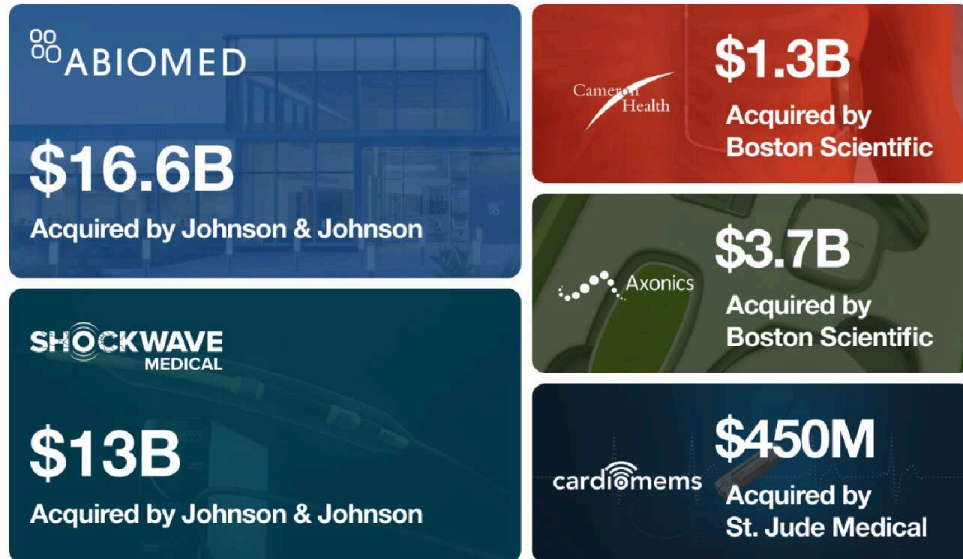 ABIOMED
$16.6B
Acquired by Johnson & Johnson
SHOCKWAVE
MEDICAL
$13B
Acquired by Johnson & Johnson
Cameron
Health
$1.3B
Acquired by
Boston Scientific
Axonics
$3.7B
Acquired by
Boston Scientific
cardiomems
$450M
Acquired by
St. Jude Medical